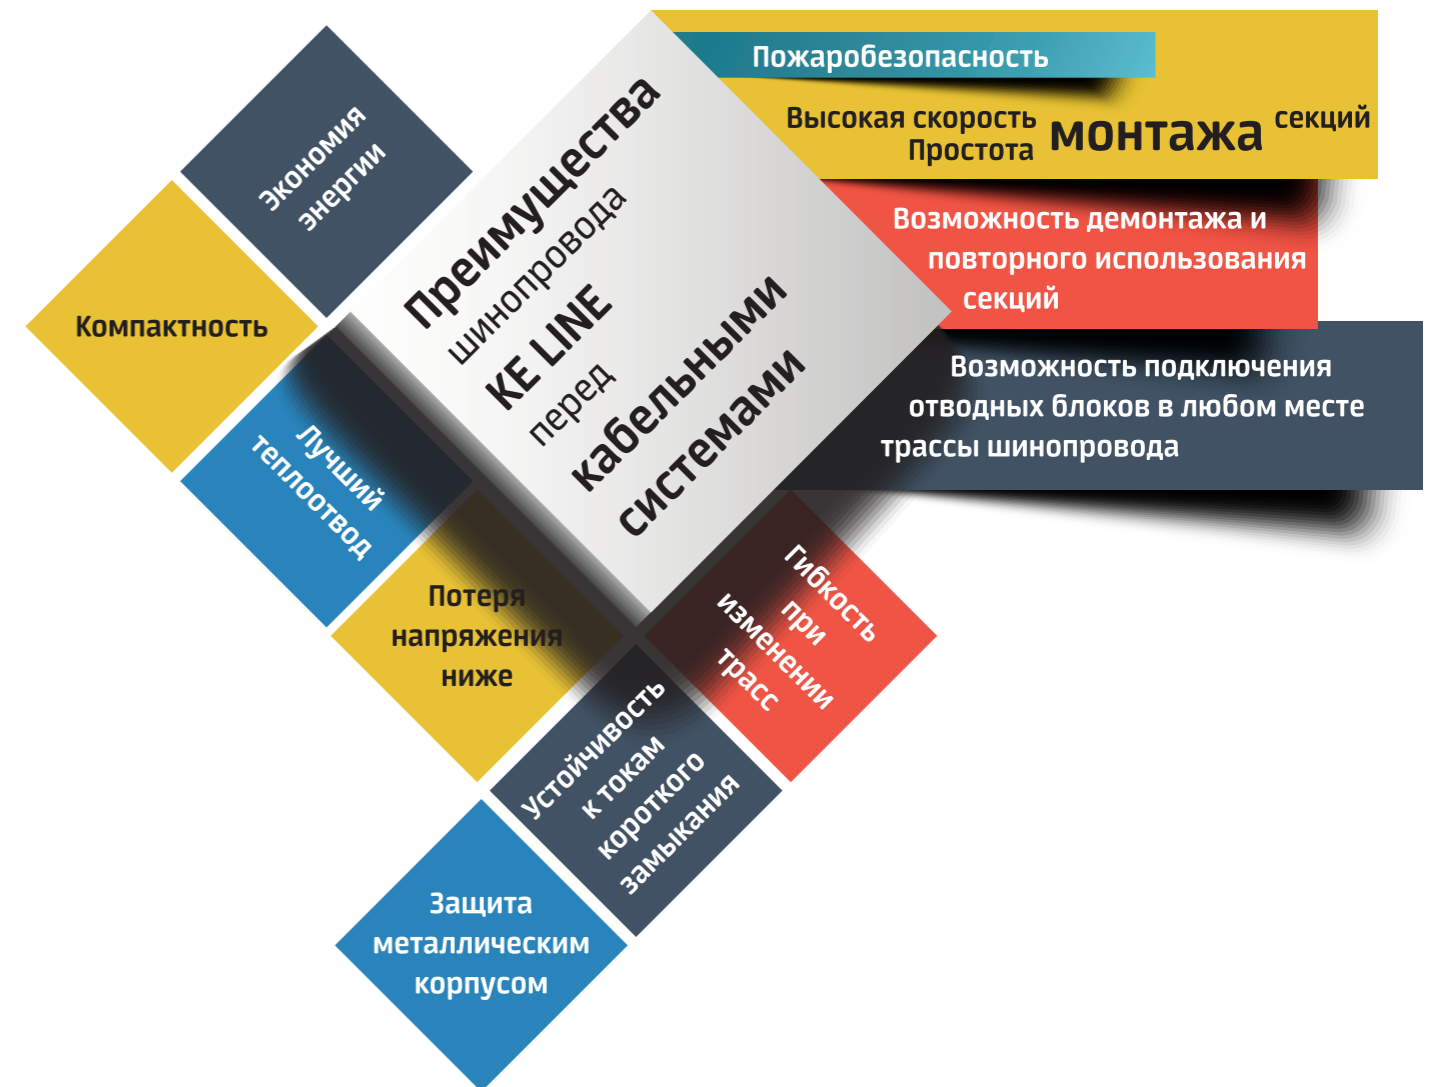 Преимущества
шинопровода
KE LINE
перед
кабельными
системами
Пожаробезопасность
Высокая скорость
Простота
монтажа секций
Возможность демонтажа и
повторного использования
секций
Возможность подключения
отводных блоков в любом месте
трассы шинопровода
Экономия
энергии
Компактность
Лучший
теплоотвод
Потеря
напряжения
ниже
Гибкость
при
изменении
трасс
Устойчивость
к токам
короткого
замыкания
Защита
металлическим
корпусом